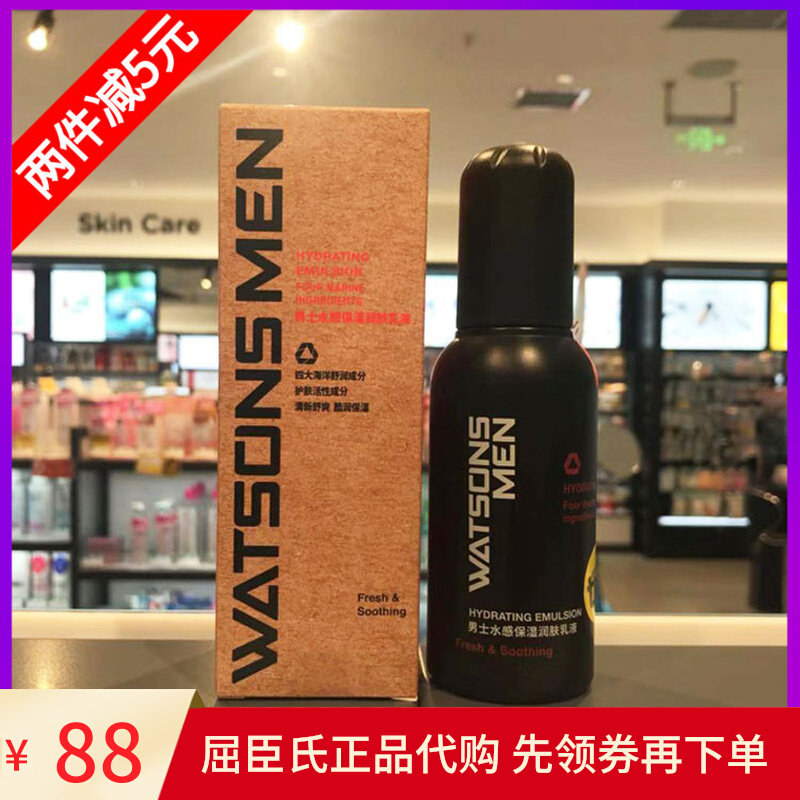 两件减5元
Skin Care
WATSONS MEN
HYDRATING
EMULSION
FOUR MARINE
INGREDIENTS
男士水感保湿润肤乳液
四大海洋舒润成分
护肤活性成分
清新舒爽 酷润保湿
Fresh &
Soothing
WATSONS
MEN
HYDRATING EMULSION
男士水感保湿润肤乳液
Fresh & Soothing
¥ 88
屈臣氏正品代购 先领券再下单